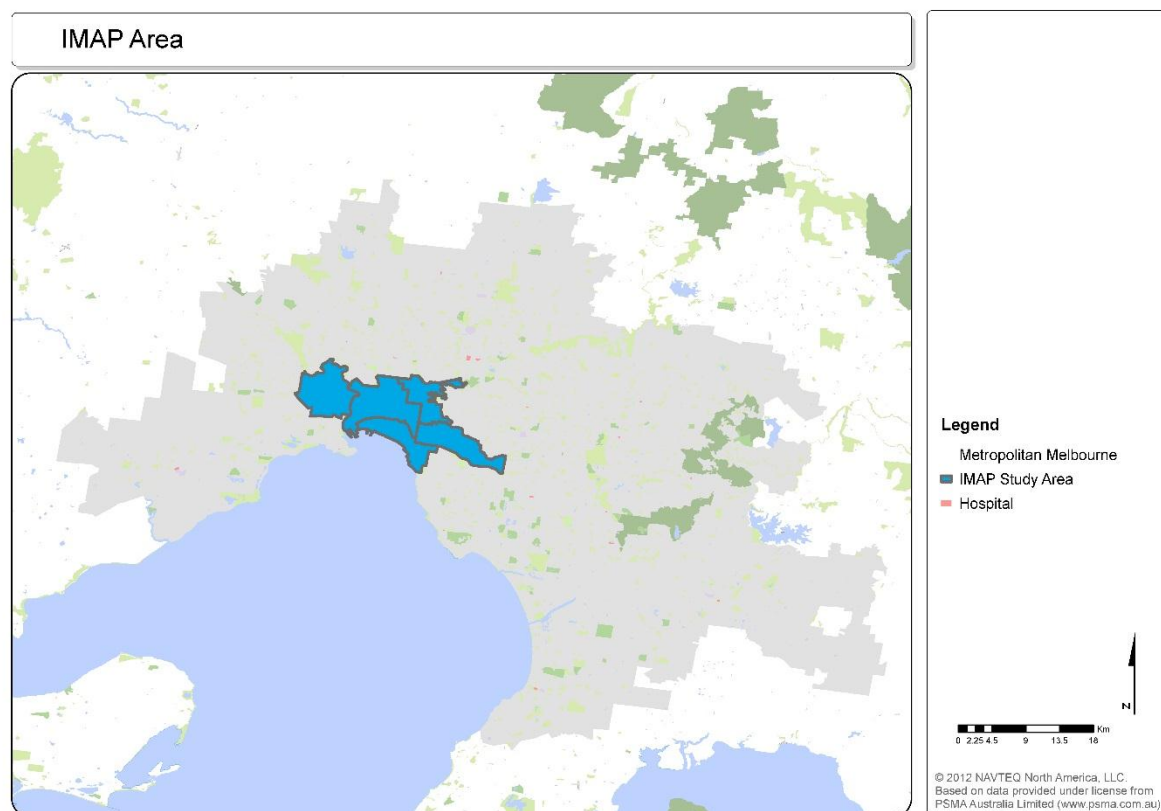 IMAP Area
Legend
Metropolitan Melbourne
IMAP Study Area
Hospital
N
Km
0 2.25 4.5 9 13.5 18
© 2012 NAVTEQ North America, LLC.
Based on data provided under license from
PSMA Australia Limited (www.psma.com.au)